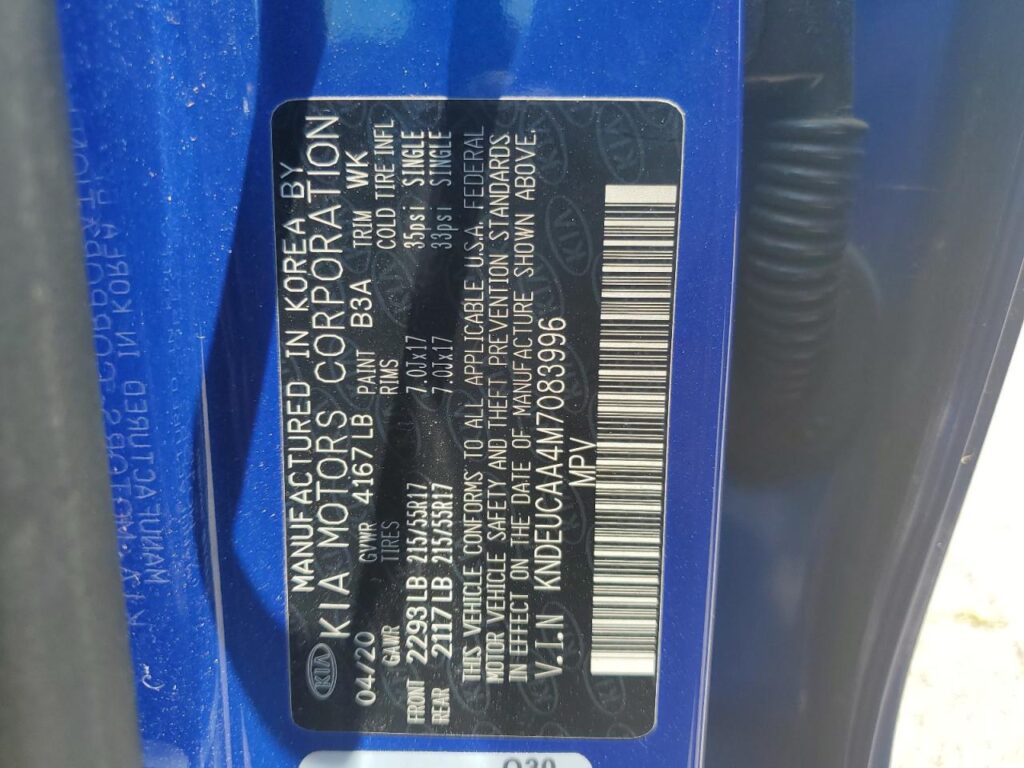 MANUFACTURED IN KOREA BY
KIA KIA MOTORS CORPORATION
04/20 GVWR 4167 LB PAINT B3A TRIM WK
GAWR TIRES RIMS COLD TIRE INFL
FRONT 2293 LB 215/55R17 7.0Jx17 35psi SINGLE
REAR 2117 LB 215/55R17 7.0Jx17 33psi SINGLE
THIS VEHICLE CONFORMS TO ALL APPLICABLE U.S.A. FEDERAL
MOTOR VEHICLE SAFETY AND THEFT PREVENTION STANDARDS
IN EFFECT ON THE DATE OF MANUFACTURE SHOWN ABOVE.
V.I.N KNDEUCAA4M7083996
MPV